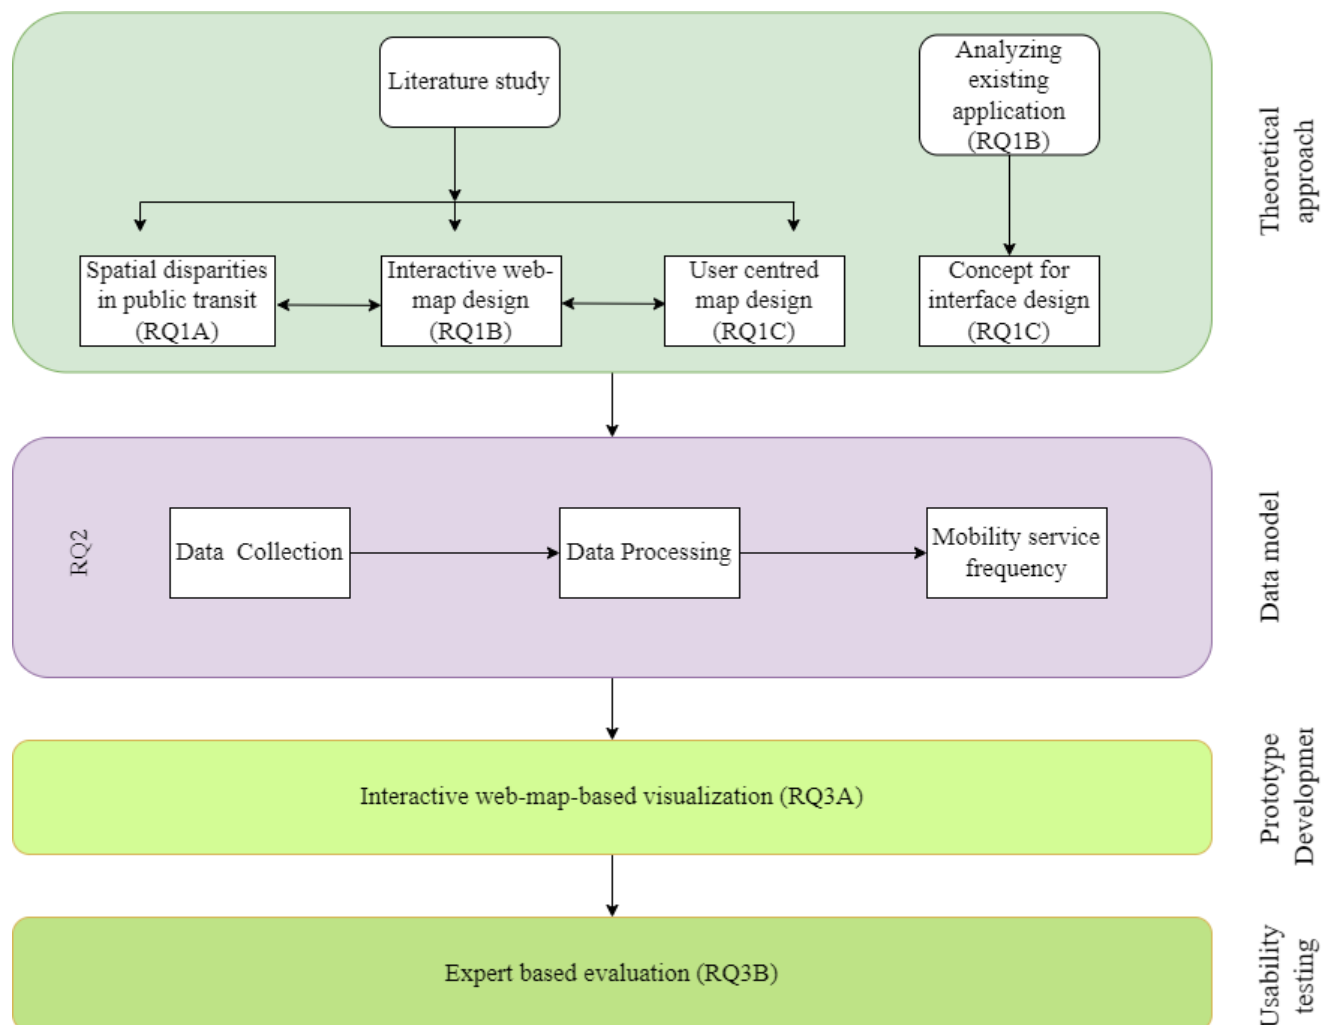 Literature study
Analyzing
existing
application
(RQ1B)
Theoretical
approach
Spatial disparities
in public transit
(RQ1A)
Interactive web-
map design
(RQ1B)
User centred
map design
(RQ1C)
Concept for
interface design
(RQ1C)
RQ2
Data Collection
Data Processing
Mobility service
frequency
Data model
Interactive web-map-based visualization (RQ3A)
Prototype
Developmer
Expert based evaluation (RQ3B)
Usability
testing